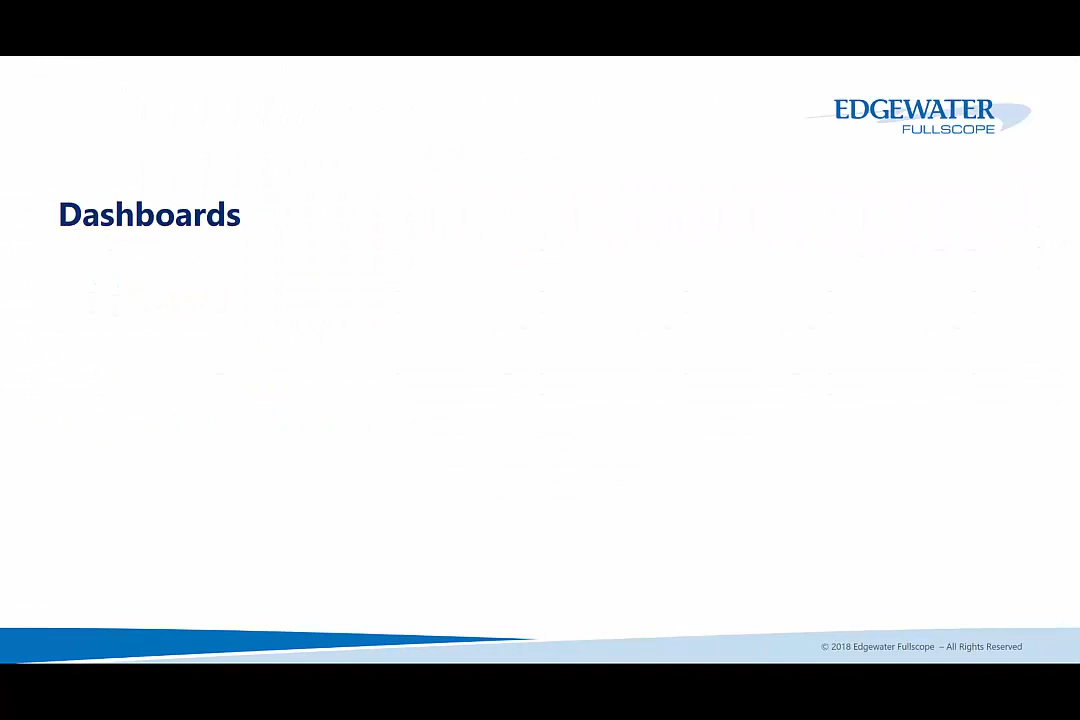 EDGEWATER
FULLSCOPE
Dashboards
© 2018 Edgewater Fullscope – All Rights Reserved